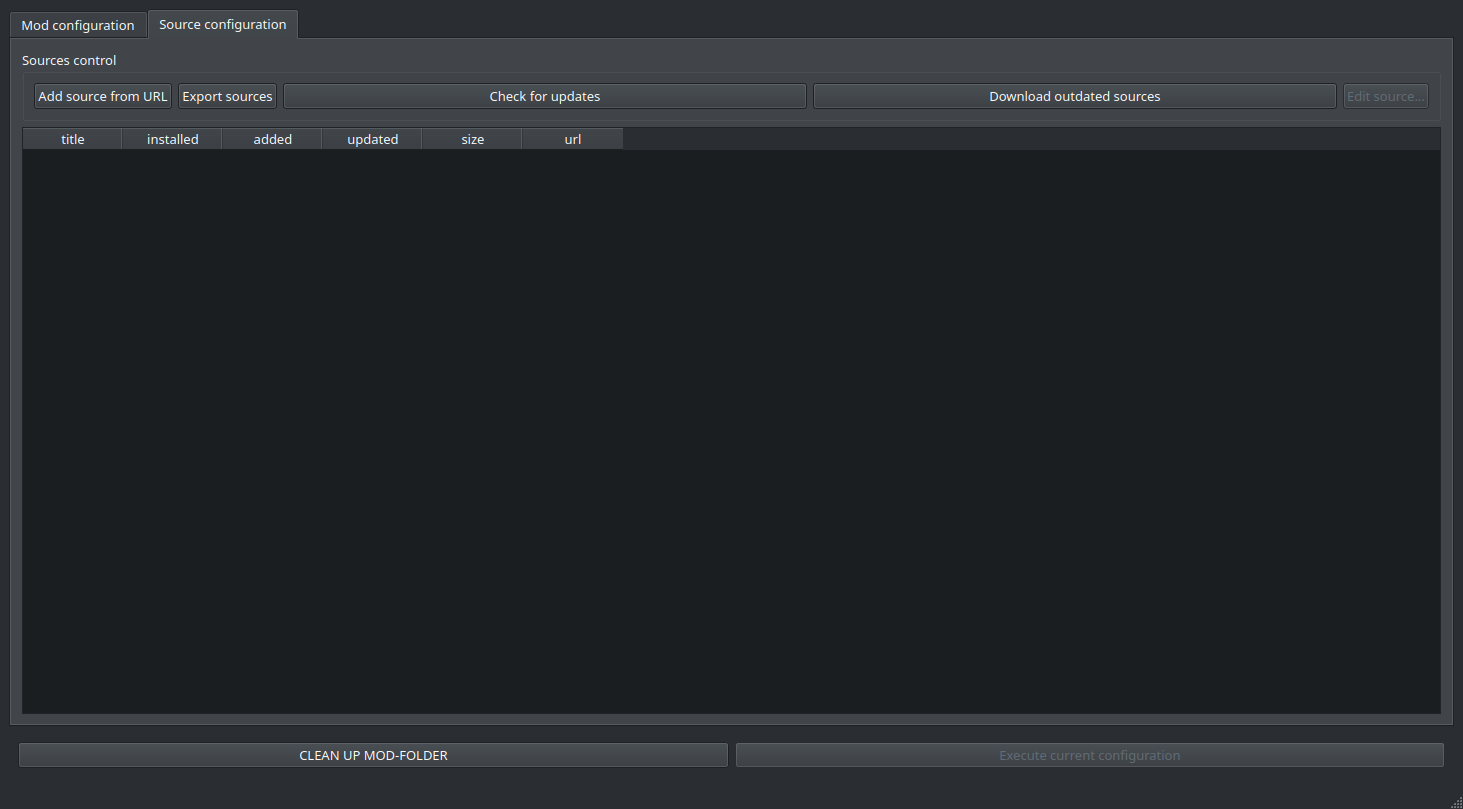 Mod configuration Source configuration
Sources control
Add source from URL Export sources Check for updates Download outdated sources Edit source...
title installed added updated size url
CLEAN UP MOD-FOLDER Execute current configuration